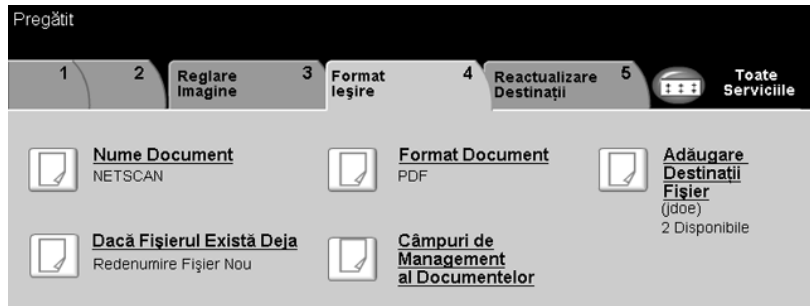 Pregătit
1
2
Reglare 3
Imagine
Format 4
Ieşire
Reactualizare 5
Destinaţii
Toate
Serviciile
Nume Document
NETSCAN
Format Document
PDF
Adăugare
Destinaţii
Fişier
(jdoe)
2 Disponibile
Dacă Fişierul Există Deja
Redenumire Fişier Nou
Câmpuri de
Management
al Documentelor